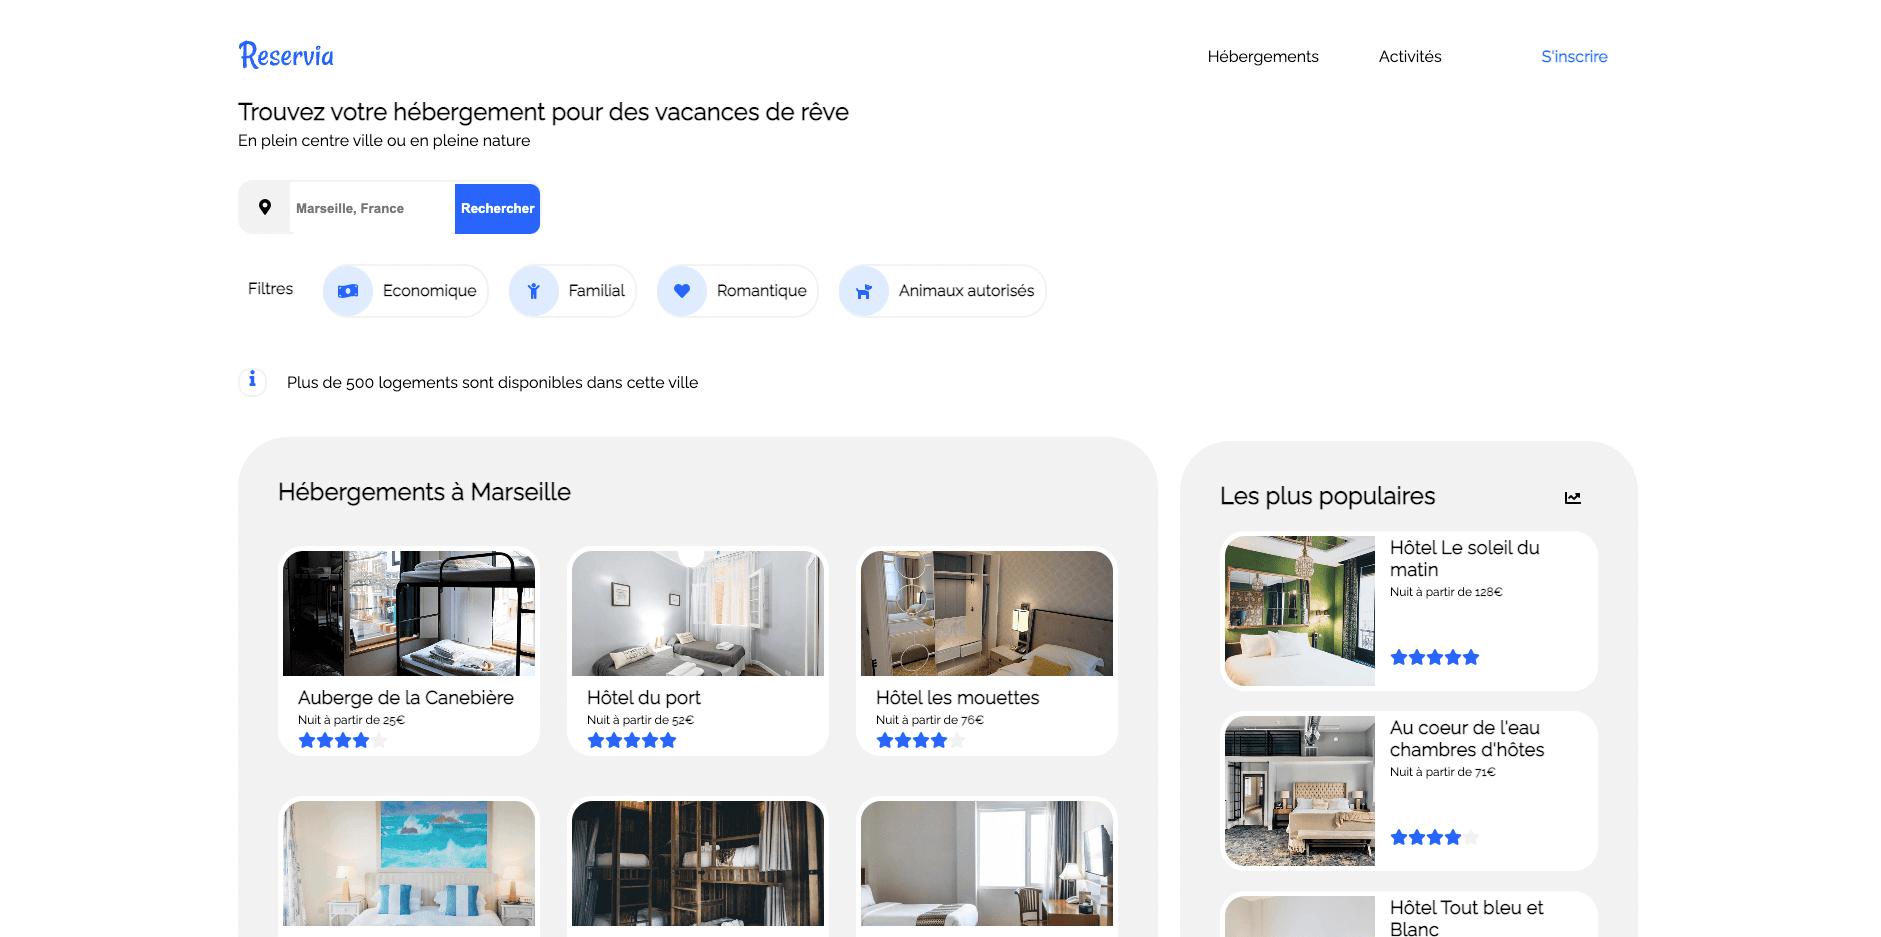 Reservia
Hébergements
Activités
S'inscrire
Trouvez votre hébergement pour des vacances de rêve
En plein centre ville ou en pleine nature
Marseille, France
Rechercher
Filtres
Economique
Familial
Romantique
Animaux autorisés
Plus de 500 logements sont disponibles dans cette ville
Hébergements à Marseille
Auberge de la Canebière
Nuit à partir de 25€
Hôtel du port
Nuit à partir de 52€
Hôtel les mouettes
Nuit à partir de 76€
Les plus populaires
Hôtel Le soleil du
matin
Nuit à partir de 128€
Au coeur de l'eau
chambres d'hôtes
Nuit à partir de 71€
Hôtel Tout bleu et
Blanc